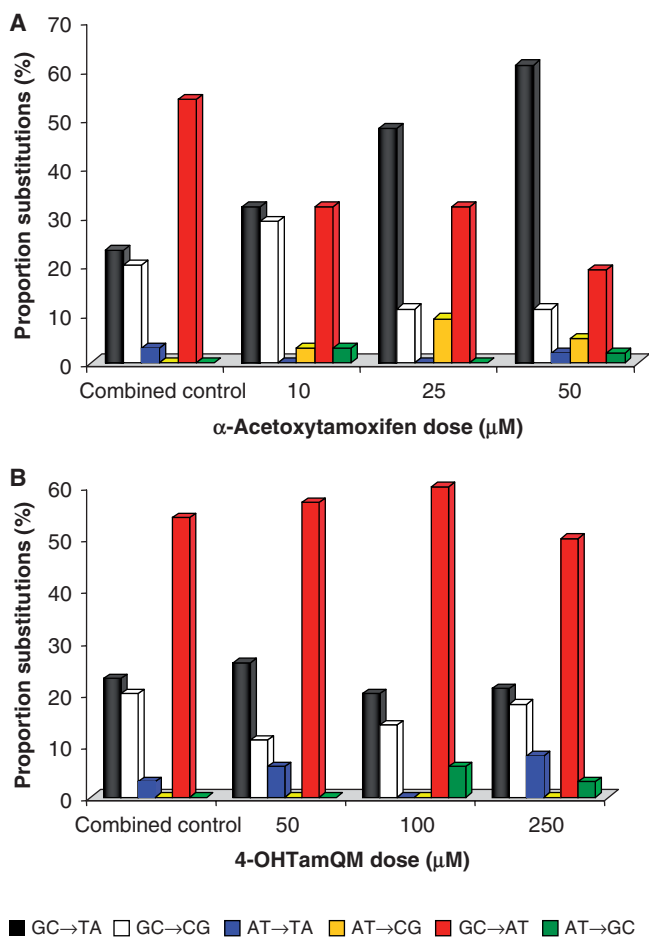 A
Proportion substitutions (%)
70
60
50
40
30
20
10
0
Combined control 10 25 50
α-Acetoxytamoxifen dose (μM)
B
Proportion substitutions (%)
60
50
40
30
20
10
0
Combined control 50 100 250
4-OHTamQM dose (μM)
GC→TA GC→CG AT→TA AT→CG GC→AT AT→GC